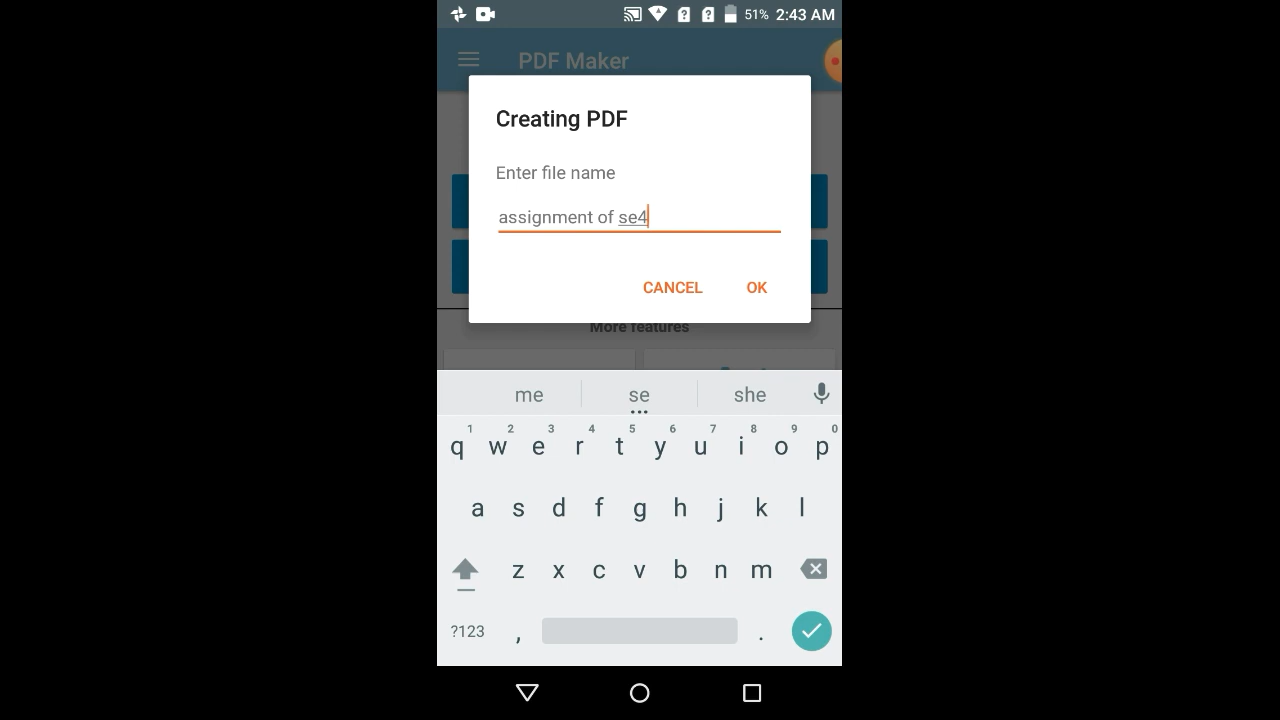 51% 2:43 AM
PDF Maker
Creating PDF
Enter file name
assignment of se4
CANCEL OK
More features
me se she
1 2 3 4 5 6 7 8 9 0
q w e r t y u i o p
a s d f g h j k l
z x c v b n m
?123 , .